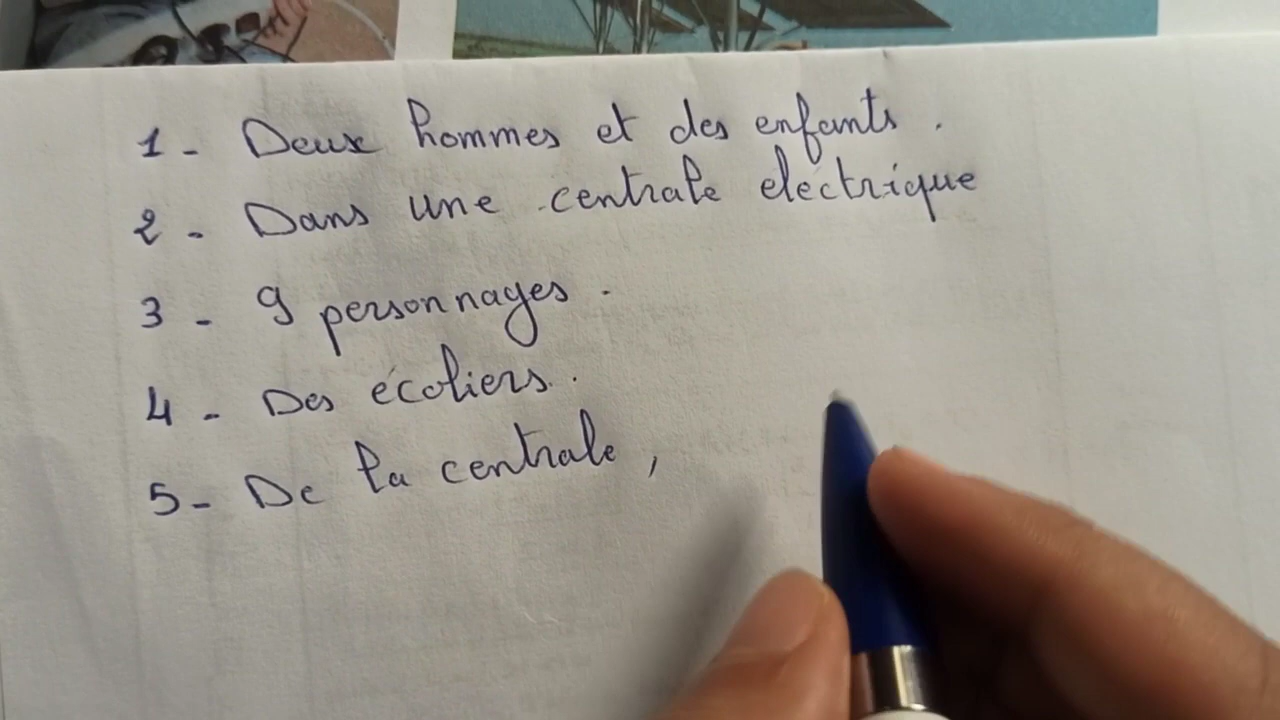 1 - Deux hommes et des enfants .
2 - Dans une centrale eléctrique
3 - 9 personnages .
4 - Des écoliers .
5 - De la centrale ,